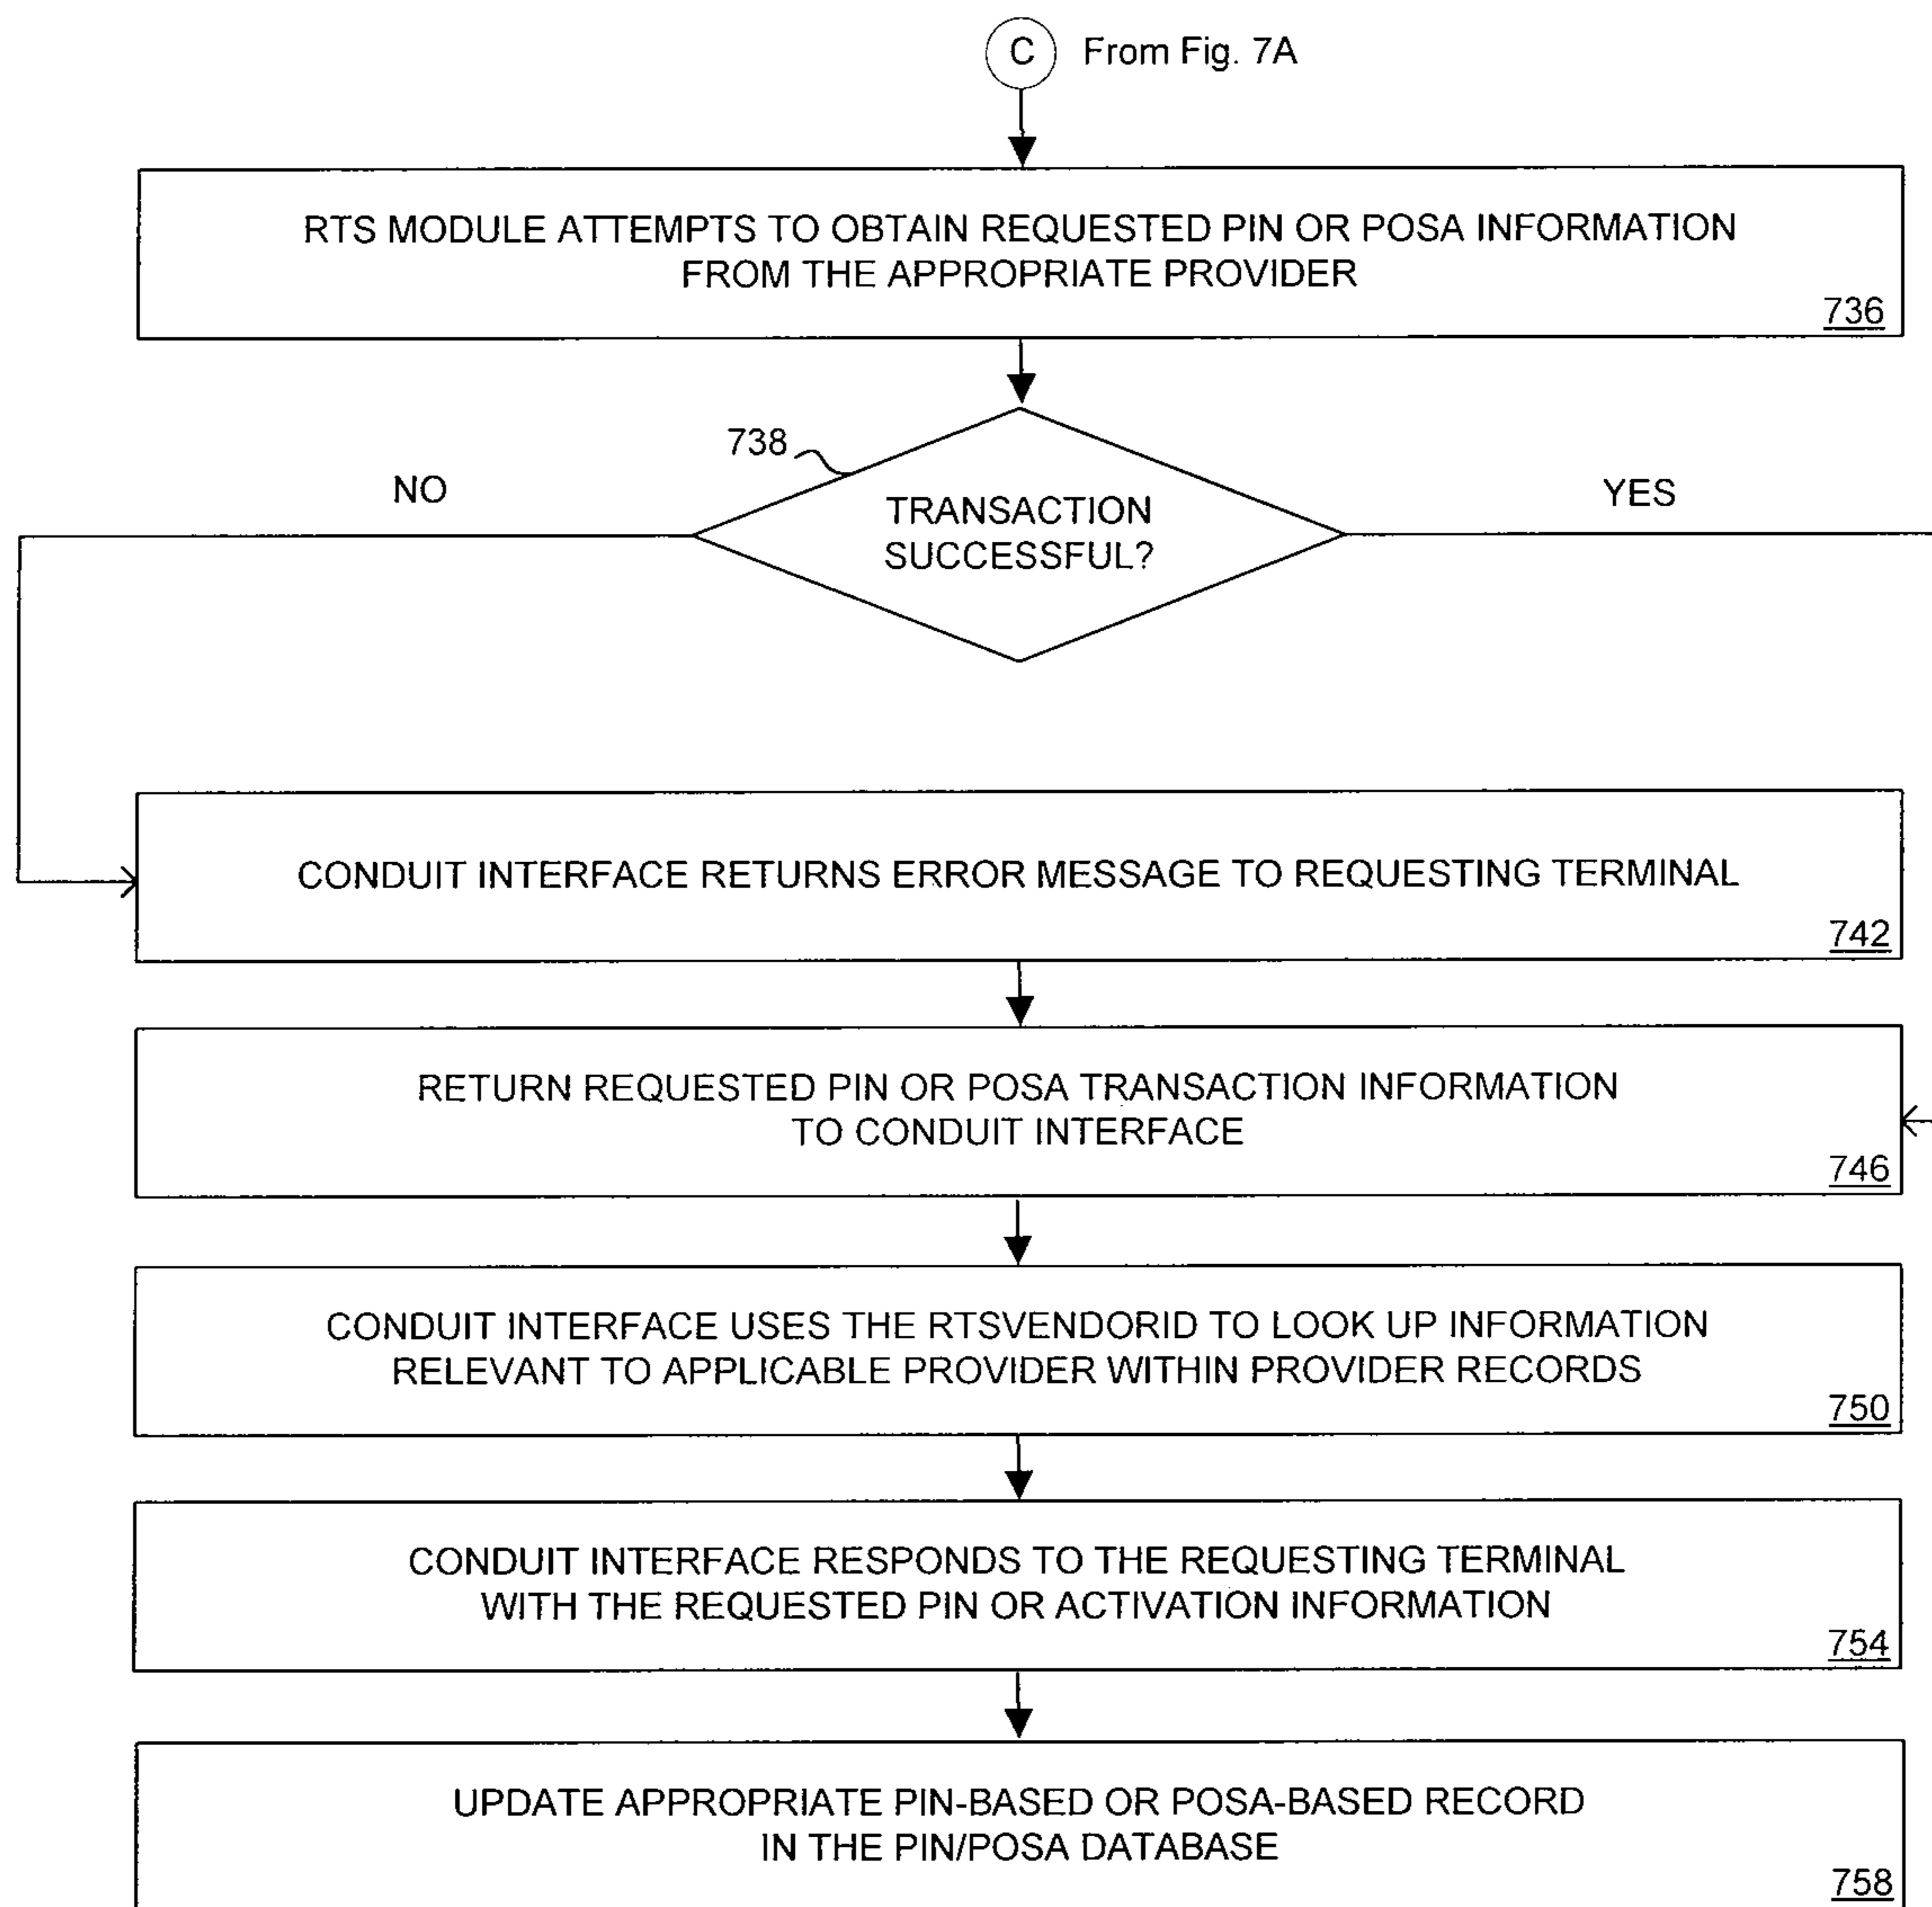 C From Fig. 7A
RTS MODULE ATTEMPTS TO OBTAIN REQUESTED PIN OR POSA INFORMATION
FROM THE APPROPRIATE PROVIDER
736
738
NO
YES
TRANSACTION
SUCCESSFUL?
CONDUIT INTERFACE RETURNS ERROR MESSAGE TO REQUESTING TERMINAL
742
RETURN REQUESTED PIN OR POSA TRANSACTION INFORMATION
TO CONDUIT INTERFACE
746
CONDUIT INTERFACE USES THE RTSVENDORID TO LOOK UP INFORMATION
RELEVANT TO APPLICABLE PROVIDER WITHIN PROVIDER RECORDS
750
CONDUIT INTERFACE RESPONDS TO THE REQUESTING TERMINAL
WITH THE REQUESTED PIN OR ACTIVATION INFORMATION
754
UPDATE APPROPRIATE PIN-BASED OR POSA-BASED RECORD
IN THE PIN/POSA DATABASE
758